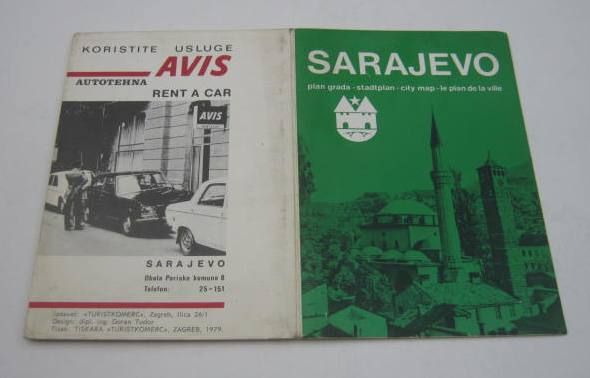 KORISTITE USLUGE
AUTOTEHNA AVIS
RENT A CAR
AVIS
SARAJEVO
Obala Pariske komune 8
Telefon: 25-151
Izdavač: «TURISTKOMERC», Zagreb, Ilica 26/1
Design: dipl. ing. Goran Tudor
Tisak: TISKARA «TURISTKOMERC», ZAGREB, 1979.
SARAJEVO
plan grada - stadtplan - city map - le plan de la ville